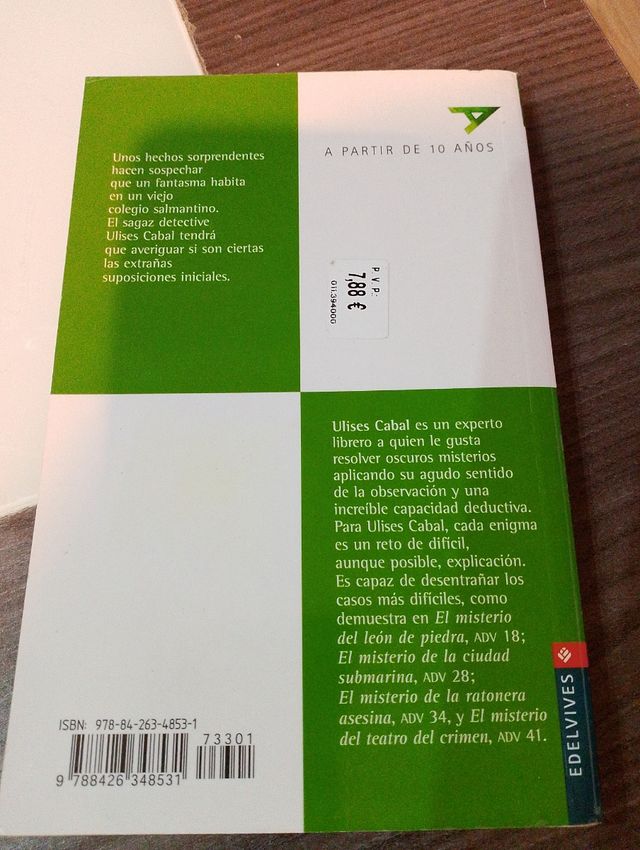 Unos hechos sorprendentes
hacen sospechar
que un fantasma habita
en un viejo
colegio salmantino.
El sagaz detective
Ulises Cabal tendrá
que averiguar si son ciertas
las extrañas
suposiciones iniciales.
A PARTIR DE 10 AÑOS
P.V.P.:
7,88 €
011.394000
Ulises Cabal es un experto
librero a quien le gusta
resolver oscuros misterios
aplicando su agudo sentido
de la observación y una
increíble capacidad deductiva.
Para Ulises Cabal, cada enigma
es un reto de difícil,
aunque posible, explicación.
Es capaz de desentrañar los
casos más difíciles, como
demuestra en El misterio
del león de piedra, ADV 18;
El misterio de la ciudad
submarina, ADV 28;
El misterio de la ratonera
asesina, ADV 34, y El misterio
del teatro del crimen, ADV 41.
ISBN: 978-84-263-4853-1
73301
9 788426 348531
EDELVIVES